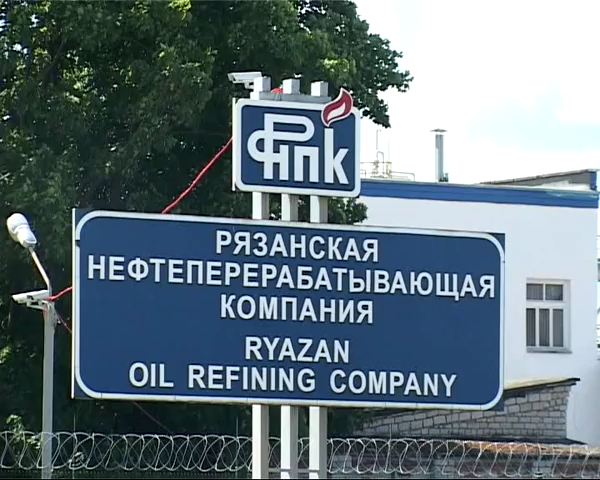 РНПК
РЯЗАНСКАЯ
НЕФТЕПЕРЕРАБАТЫВАЮЩАЯ
КОМПАНИЯ
RYAZAN
OIL REFINING COMPANY